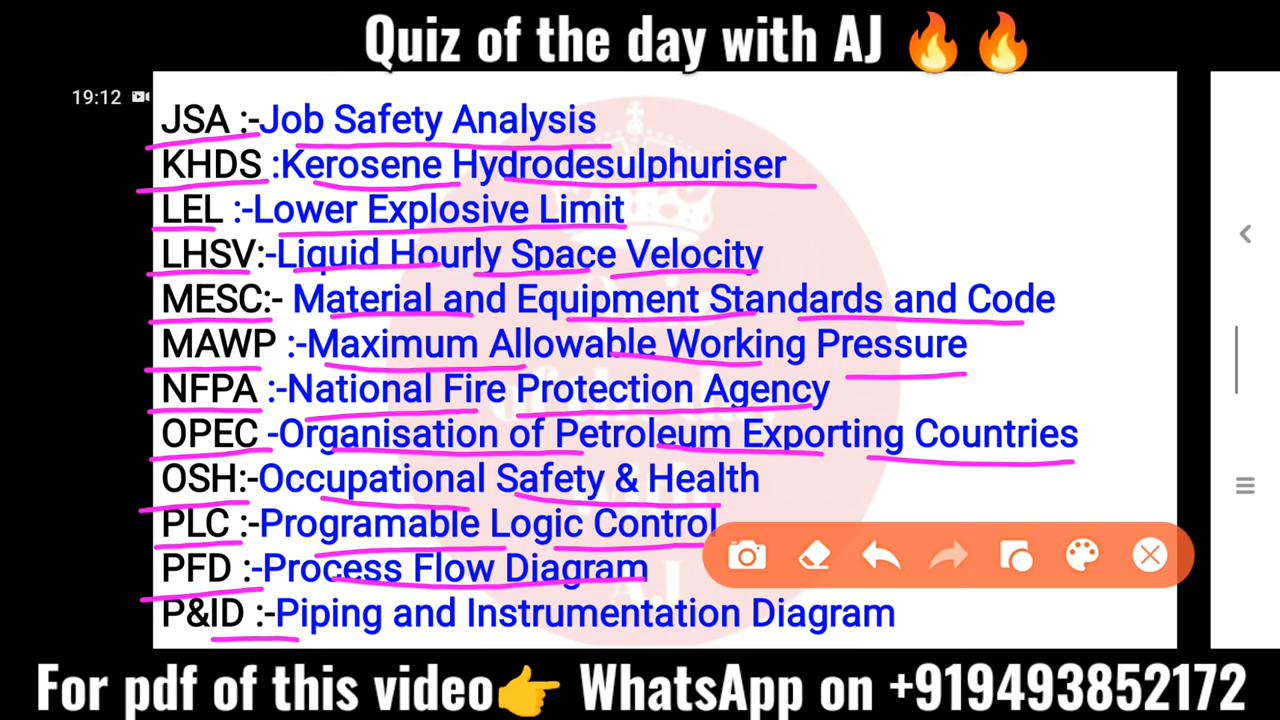 Quiz of the day with AJ 🔥🔥
19:12
JSA :-Job Safety Analysis
KHDS :Kerosene Hydrodesulphuriser
LEL :-Lower Explosive Limit
LHSV:-Liquid Hourly Space Velocity
MESC:- Material and Equipment Standards and Code
MAWP :-Maximum Allowable Working Pressure
NFPA :-National Fire Protection Agency
OPEC -Organisation of Petroleum Exporting Countries
OSH:-Occupational Safety & Health
PLC :-Programable Logic Control
PFD :-Process Flow Diagram
P&ID :-Piping and Instrumentation Diagram
AJ
For pdf of this video👉 WhatsApp on +919493852172